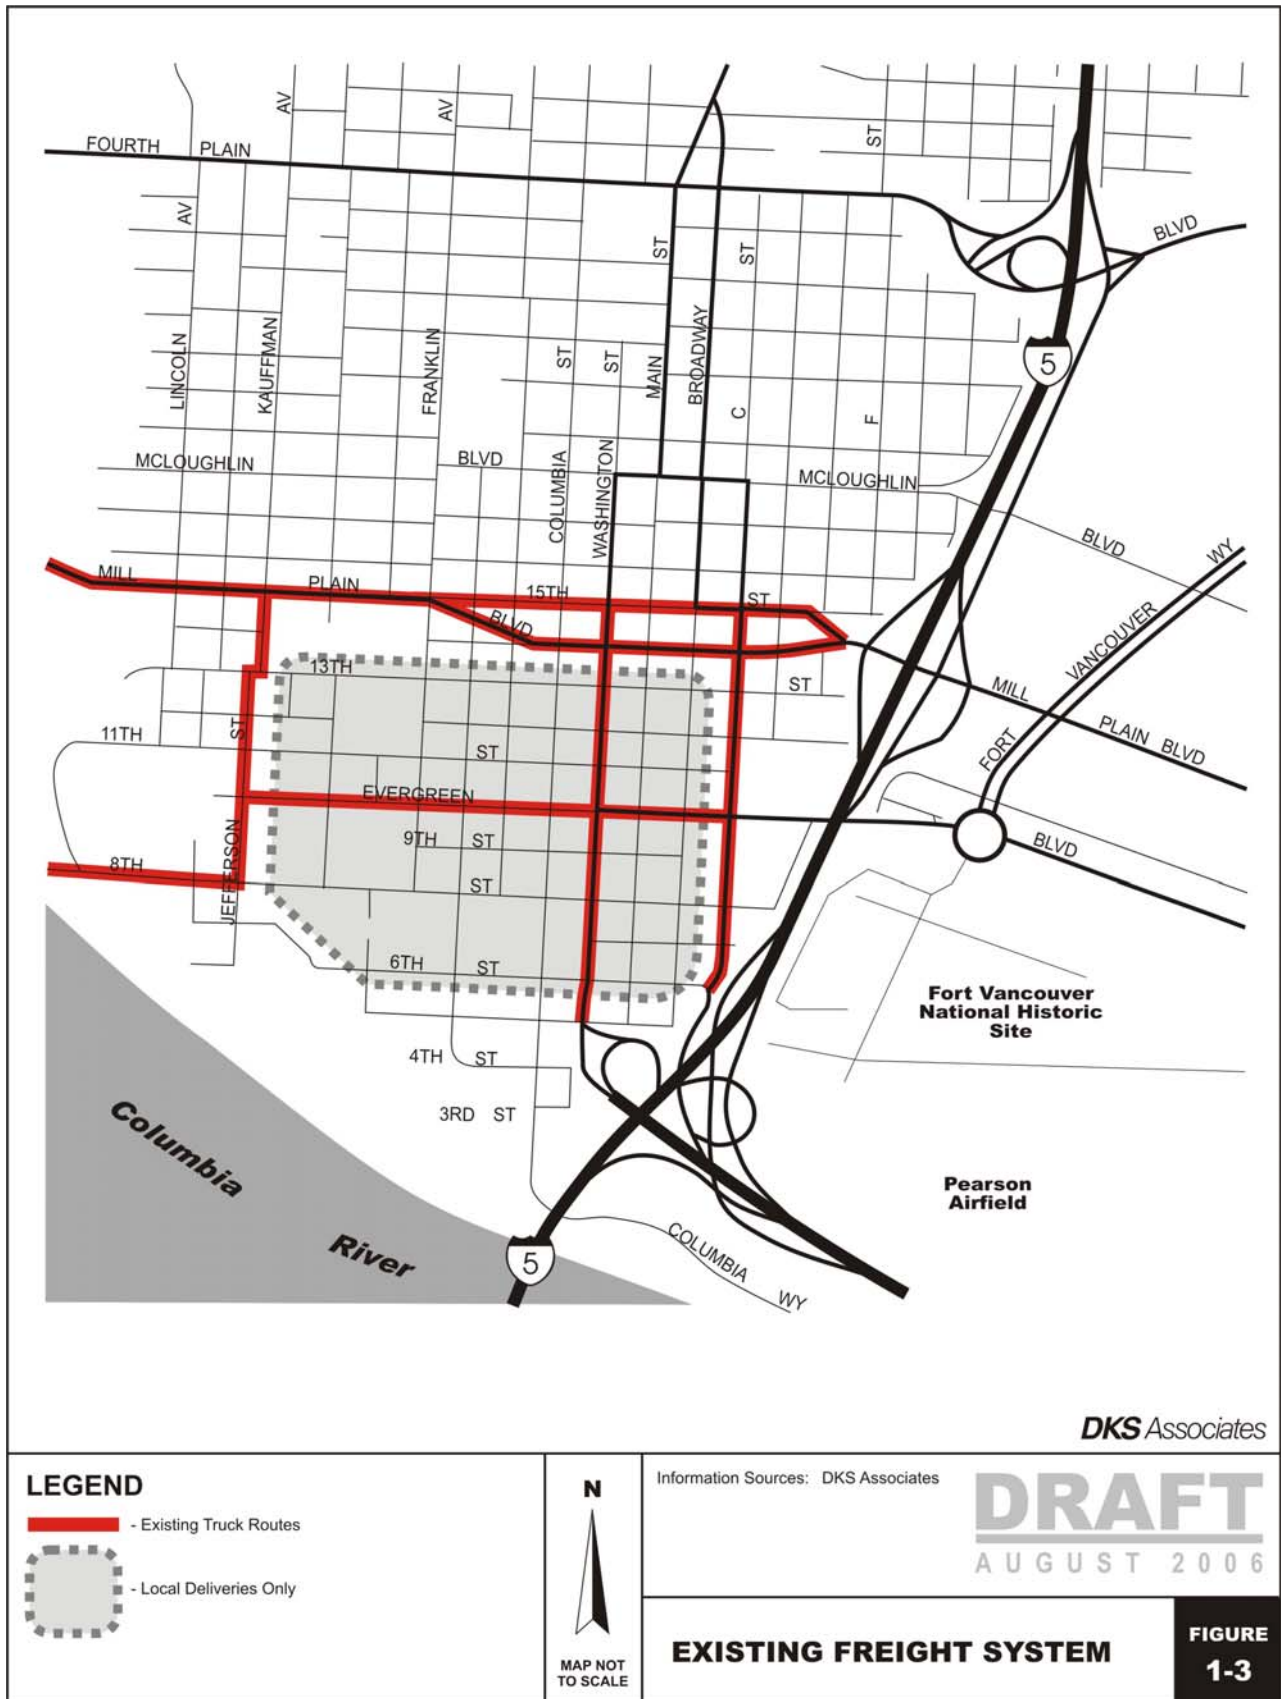 AV
AV
ST
FOURTH PLAIN
AV
ST
ST
BLVD
LINCOLN
KAUFFMAN
FRANKLIN
ST
ST
MAIN
BROADWAY
C
F
5
MCLOUGHLIN
BLVD
COLUMBIA
WASHINGTON
MCLOUGHLIN
BLVD
WY
MILL
PLAIN
15TH
ST
BLVD
VANCOUVER
13TH
ST
MILL
PLAIN BLVD
FORT
11TH
ST
ST
EVERGREEN
9TH ST
BLVD
8TH
JEFFERSON
ST
6TH ST
Fort Vancouver
National Historic
Site
4TH ST
3RD ST
Columbia
River
Pearson
Airfield
COLUMBIA
WY
5
DKS Associates
LEGEND
- Existing Truck Routes
- Local Deliveries Only
N
MAP NOT
TO SCALE
Information Sources: DKS Associates
DRAFT
AUGUST 2006
EXISTING FREIGHT SYSTEM
FIGURE
1-3